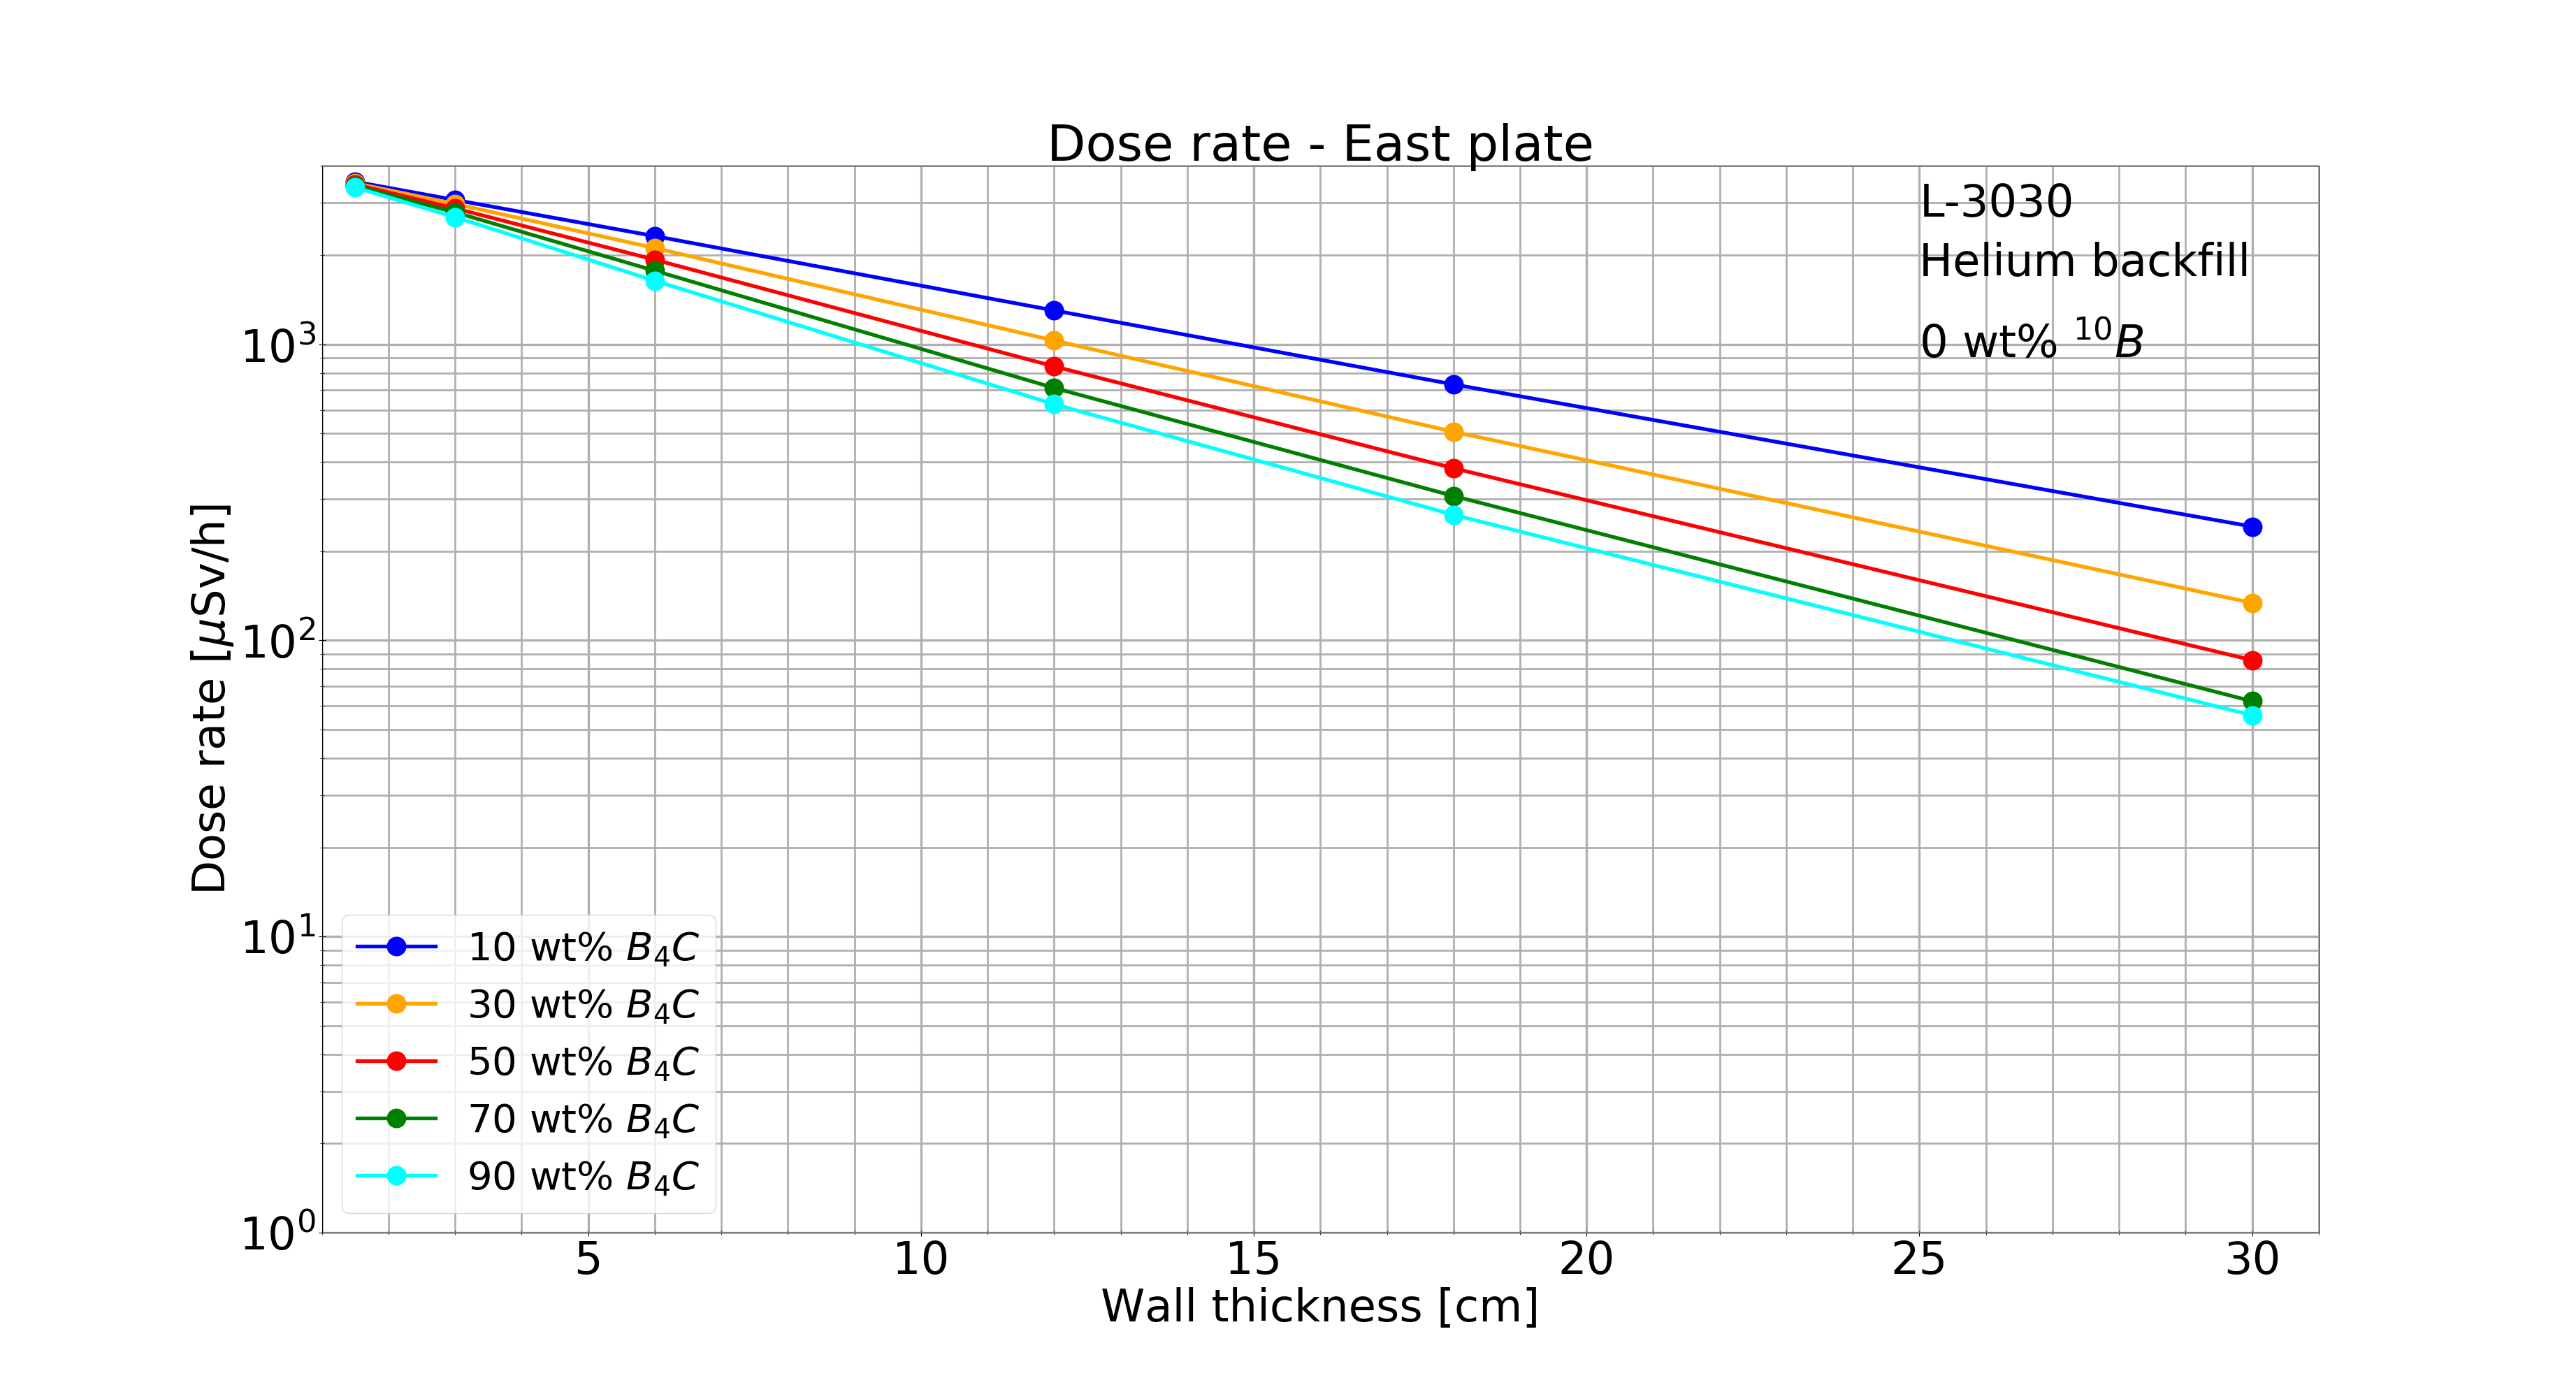 Dose rate - East plate
L-3030
Helium backfill
0 wt% ¹⁰B
Dose rate [μSv/h]
10³
10²
10¹
10⁰
10 wt% B₄C
30 wt% B₄C
50 wt% B₄C
70 wt% B₄C
90 wt% B₄C
5 10 15 20 25 30
Wall thickness [cm]